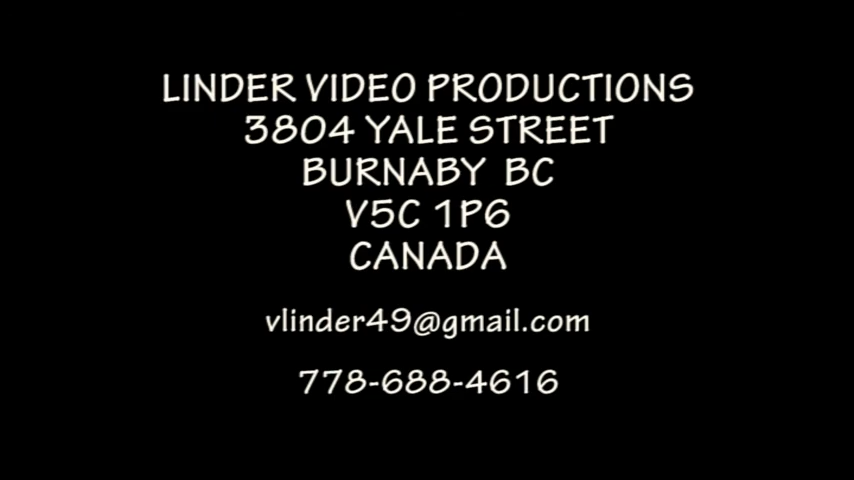 LINDER VIDEO PRODUCTIONS
3804 YALE STREET
BURNABY BC
V5C 1P6
CANADA
vlinder49@gmail.com
778-688-4616